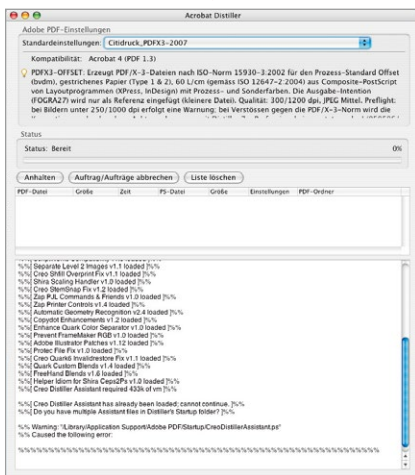 Acrobat Distiller
Adobe PDF-Einstellungen
Standardeinstellungen: Citidruck_PDFX3-2007
Kompatibilität: Acrobat 4 (PDF 1.3)
PDFX3-OFFSET: Erzeugt PDF/X-3-Dateien nach ISO-Norm 15930-3:2002 für den Prozess-Standard Offset
(bvdm), gestrichenes Papier (Type 1 & 2), 60 L/cm (gemäss ISO 12647-2:2004) aus Composite-PostScript
von Layoutprogrammen (XPress, InDesign) mit Prozess- und Sonderfarben. Die Ausgabe-Intention
(FOGRA27) wird nur als Referenz eingefügt (kleinere Datei). Qualität: 300/1200 dpi, JPEG Mittel. Preflight:
bei Bildern unter 250/1000 dpi erfolgt eine Warnung; bei Verstössen gegen die PDF/X-3-Norm wird die
Status
Status: Bereit 0%
Anhalten Auftrag/Aufträge abbrechen Liste löschen
PDF-Datei Größe Zeit PS-Datei Größe Einstellungen PDF-Ordner
%%[ Separate Level 2 Images v1.1 loaded ]%%
%%[ Creo Shfill Overprint Fix v1.1 loaded ]%%
%%[ Shira Scaling Handler v1.0 loaded ]%%
%%[ Creo StemSnap Fix v1.2 loaded ]%%
%%[ Zap PJL Commands & Friends v1.0 loaded ]%%
%%[ Zap Printer Controls v1.4 loaded ]%%
%%[ Automatic Geometry Recognition v2.4 loaded ]%%
%%[ Copydot Enhancements v1.2 loaded ]%%
%%[ Enhance Quark Color Separator v1.0 loaded ]%%
%%[ Prevent FrameMaker RGB v1.0 loaded ]%%
%%[ Adobe Illustrator Patches v1.12 loaded ]%%
%%[ Protec File Fix v1.0 loaded ]%%
%%[ Creo Quark6 Invalidrestore Fix v1.1 loaded ]%%
%%[ Quark Custom Blends v1.4 loaded ]%%
%%[ FreeHand Blends v1.6 loaded ]%%
%%[ Helper Idiom for Shira Ceps2Ps v1.0 loaded ]%%
%%[ Creo Distiller Assistant required 433k of vm ]%%
%%[ Creo Distiller Assistant has already been loaded; cannot continue. ]%%
%%[ Do you have multiple Assistant files in Distiller's Startup folder? ]%%
%% Warning: "/Library/Application Support/Adobe PDF/Startup/CreoDistillerAssistant.ps"
%% Caused the following error:
%%%%%%%%%%%%%%%%%%%%%%%%%%%%%%%%%%%%%%%%%%%%%%%%